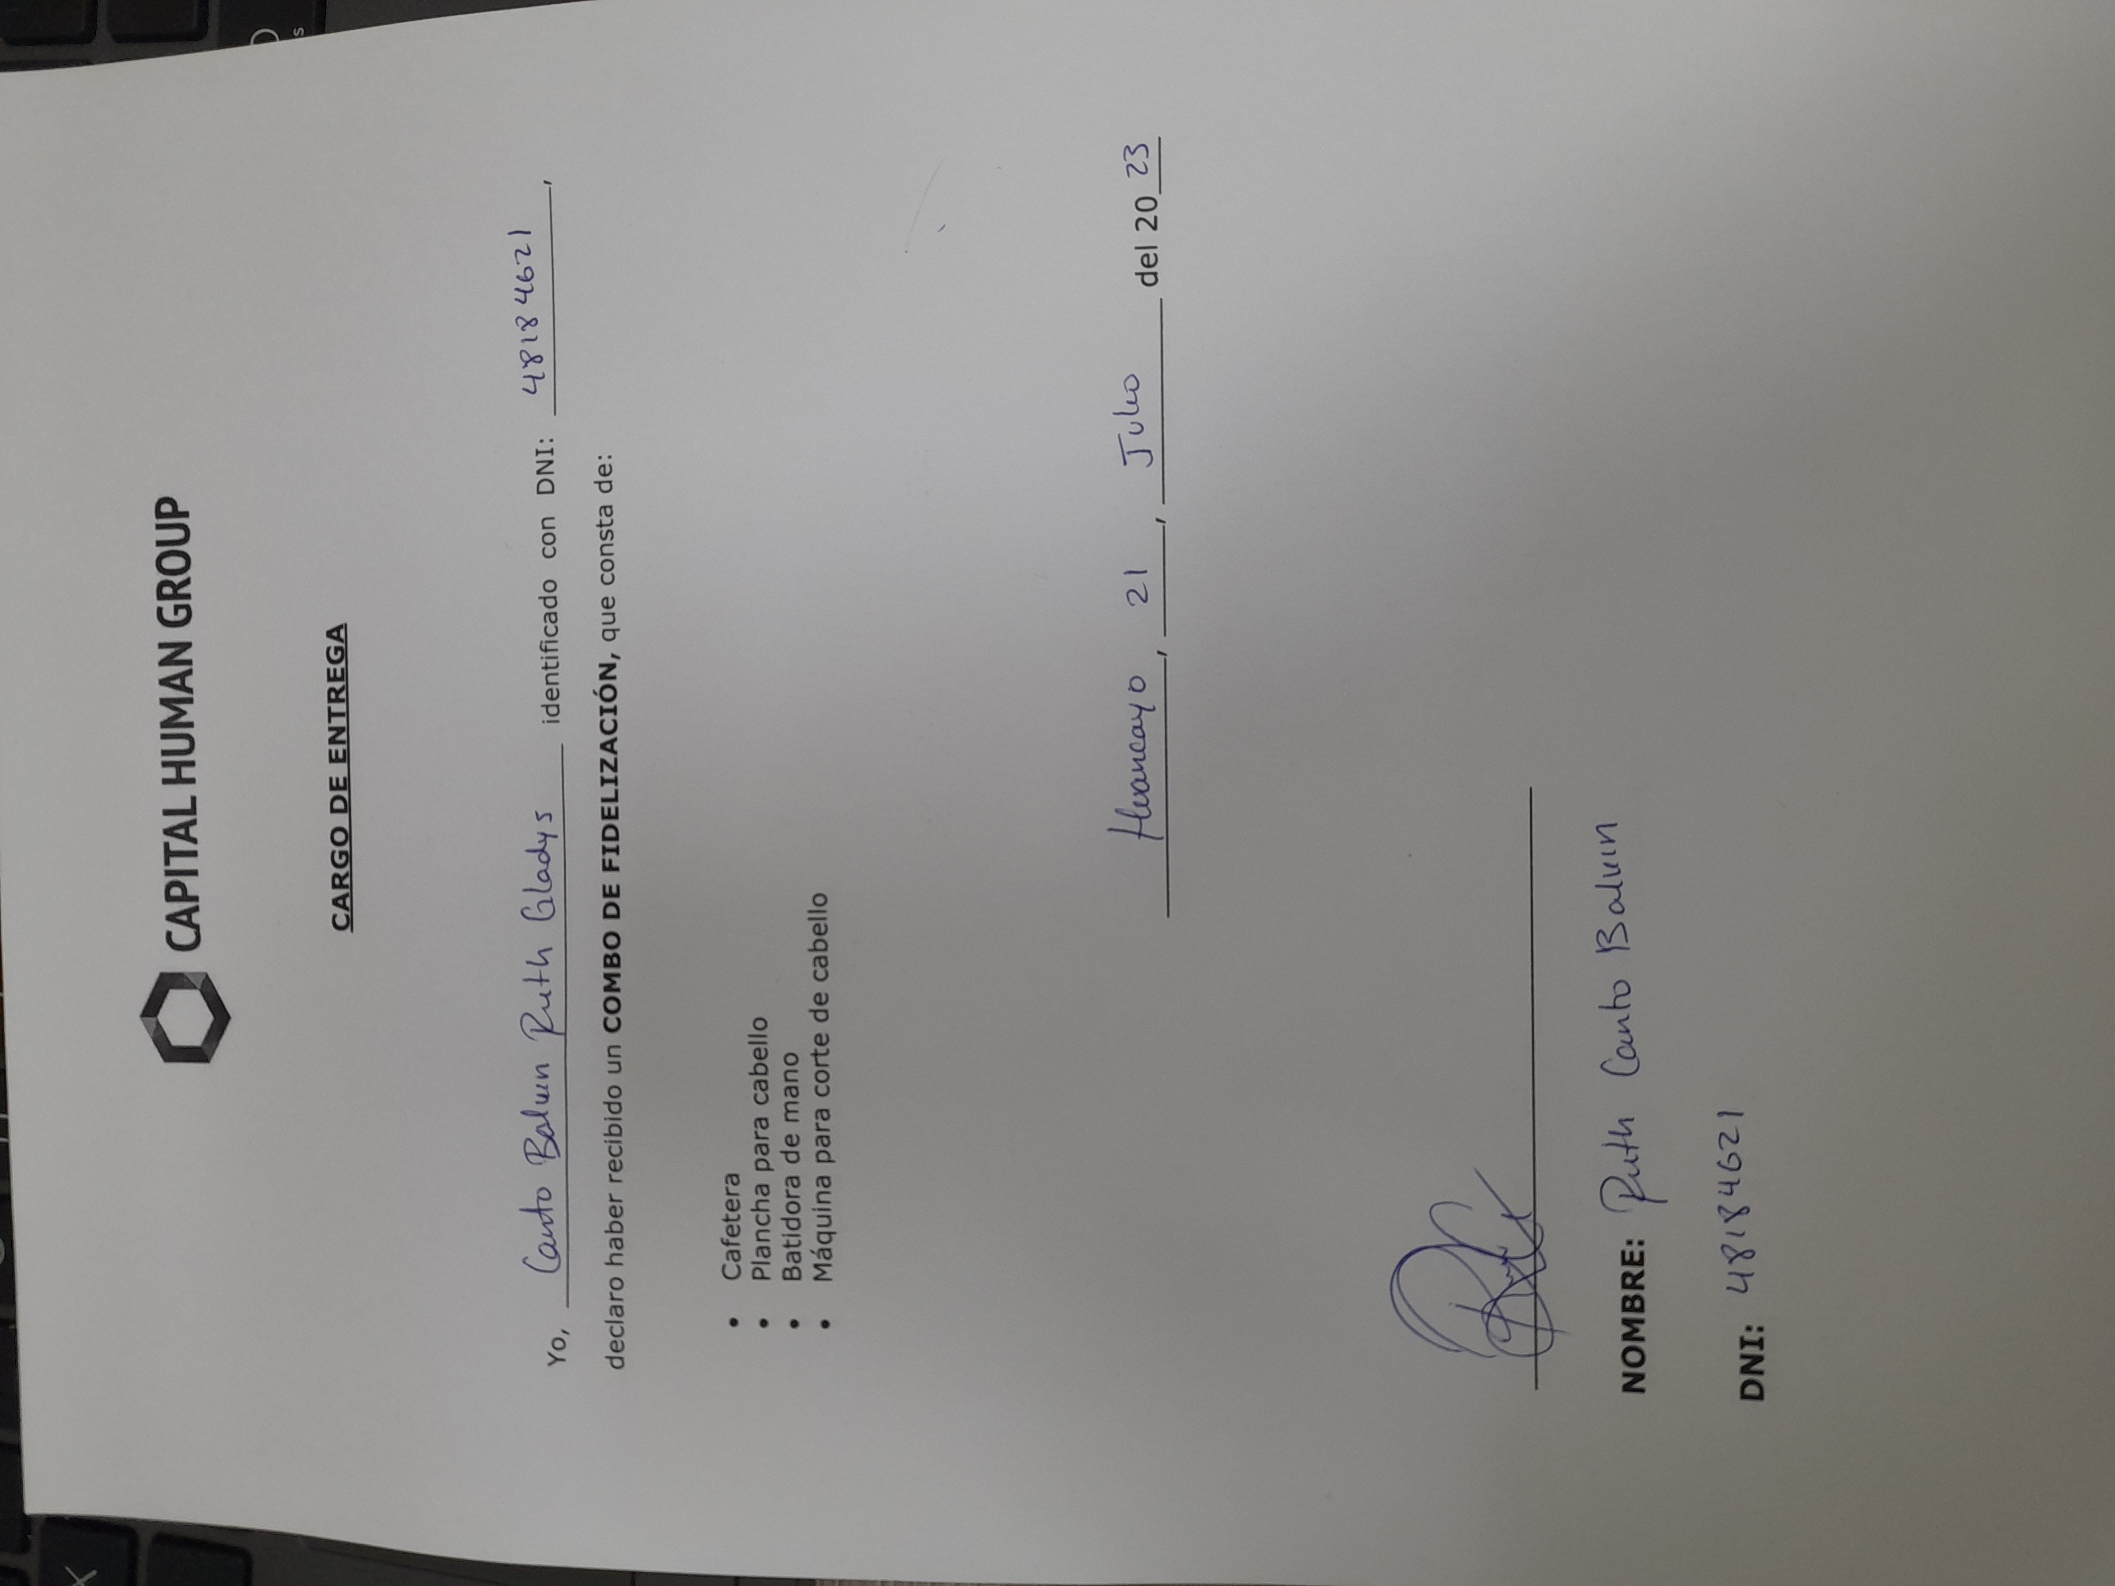 CAPITAL HUMAN GROUP
CARGO DE ENTREGA
Yo, Canto Balvin Ruth Gladys identificado con DNI: 48184621,
declaro haber recibido un COMBO DE FIDELIZACIÓN, que consta de:
• Cafetera
• Plancha para cabello
• Batidora de mano
• Máquina para corte de cabello
Huancayo, 21, Julio del 2023
NOMBRE: Ruth Canto Balvin
DNI: 48184621